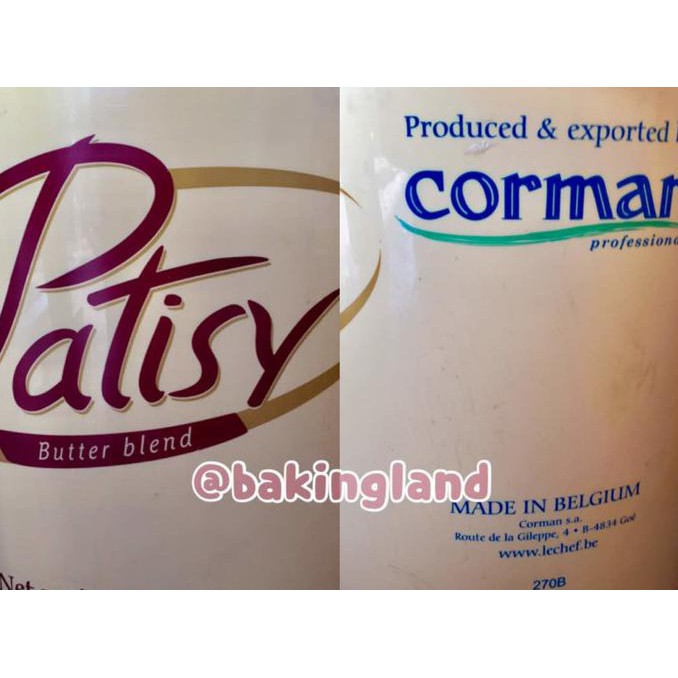 Patisy
Butter blend
Net
Produced & exported
corman
professional
@bakingland
MADE IN BELGIUM
Corman s.a.
Route de la Gileppe, 4 • B-4834 Goé
www.lechef.be
270B